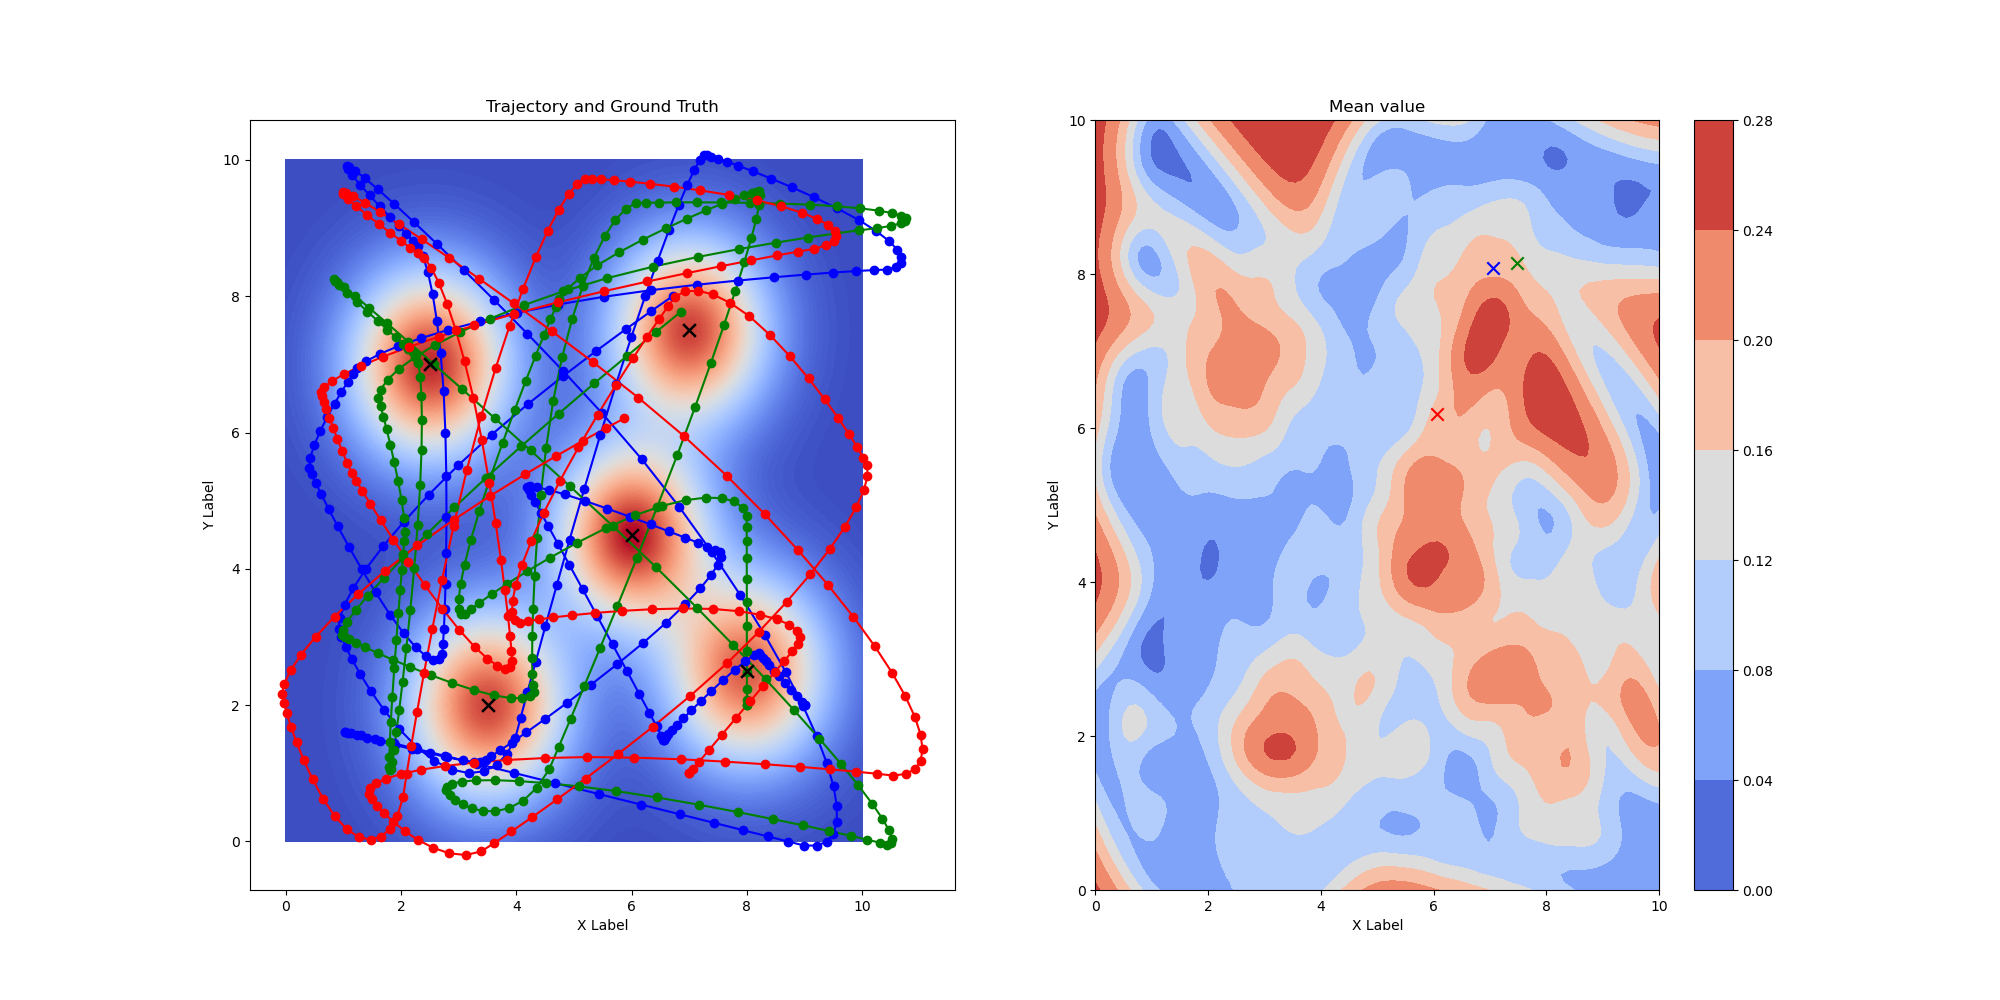 Trajectory and Ground Truth
Y Label
10
8
6
4
2
0
0 2 4 6 8 10
X Label
Mean value
Y Label
10
8
6
4
2
0
0 2 4 6 8 10
X Label
0.28
0.24
0.20
0.16
0.12
0.08
0.04
0.00